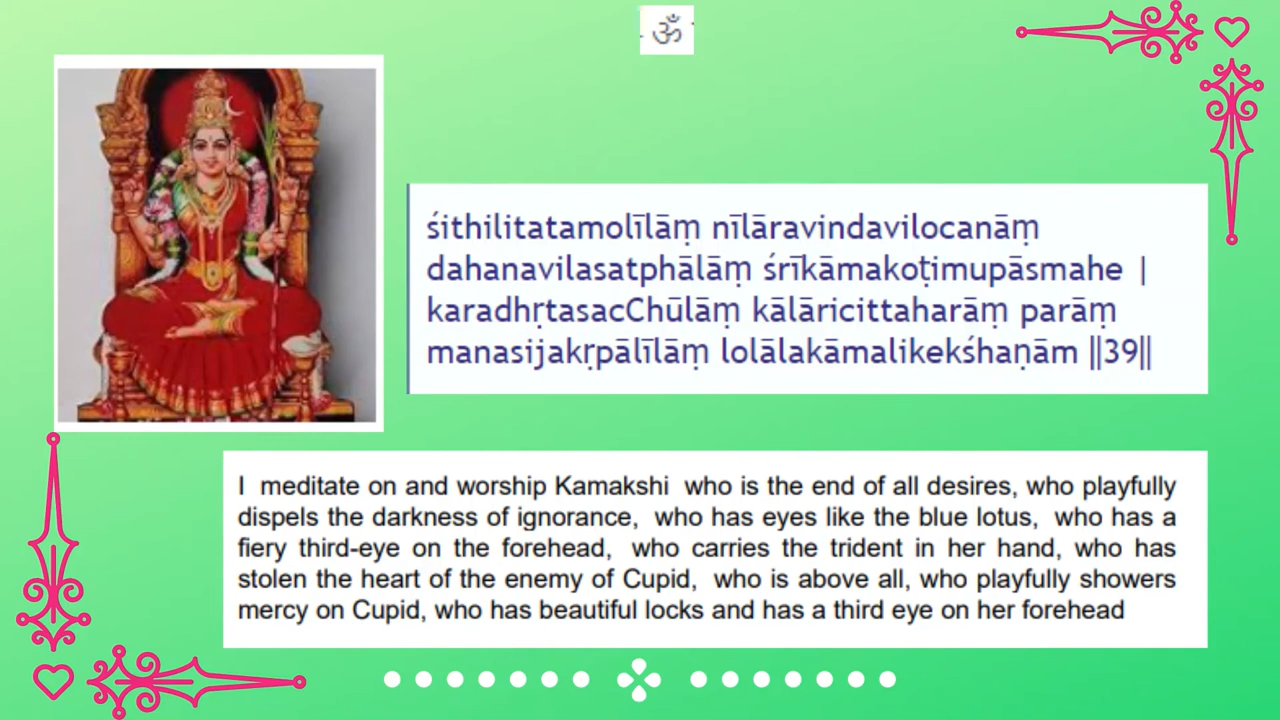 ॐ
śithilitatamolīlāṃ nīlāravindavilocanāṃ
dahanavilasatphālāṃ śrīkāmakoṭimupāsmahe |
karadhṛtasacChūlāṃ kālāricittaharāṃ parāṃ
manasijakṛpālīlāṃ lolālakāmalikekśhaṇām ‖39‖
I meditate on and worship Kamakshi who is the end of all desires, who playfully
dispels the darkness of ignorance, who has eyes like the blue lotus, who has a
fiery third-eye on the forehead, who carries the trident in her hand, who has
stolen the heart of the enemy of Cupid, who is above all, who playfully showers
mercy on Cupid, who has beautiful locks and has a third eye on her forehead